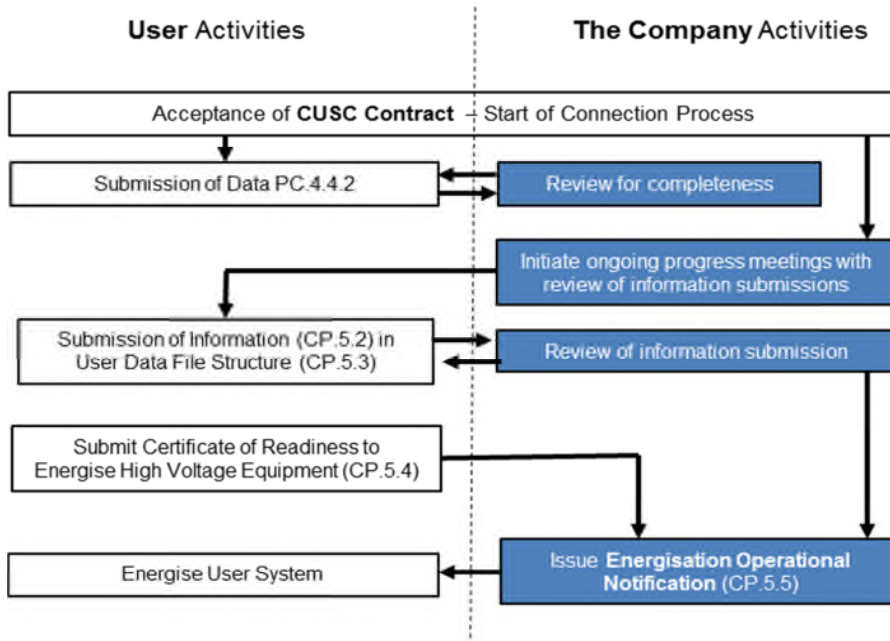 User Activities
The Company Activities
Acceptance of CUSC Contract – Start of Connection Process
Submission of Data PC.4.4.2
Review for completeness
Initiate ongoing progress meetings with
review of information submissions
Submission of Information (CP.5.2) in
User Data File Structure (CP.5.3)
Review of information submission
Submit Certificate of Readiness to
Energise High Voltage Equipment (CP.5.4)
Issue Energisation Operational
Notification (CP.5.5)
Energise User System